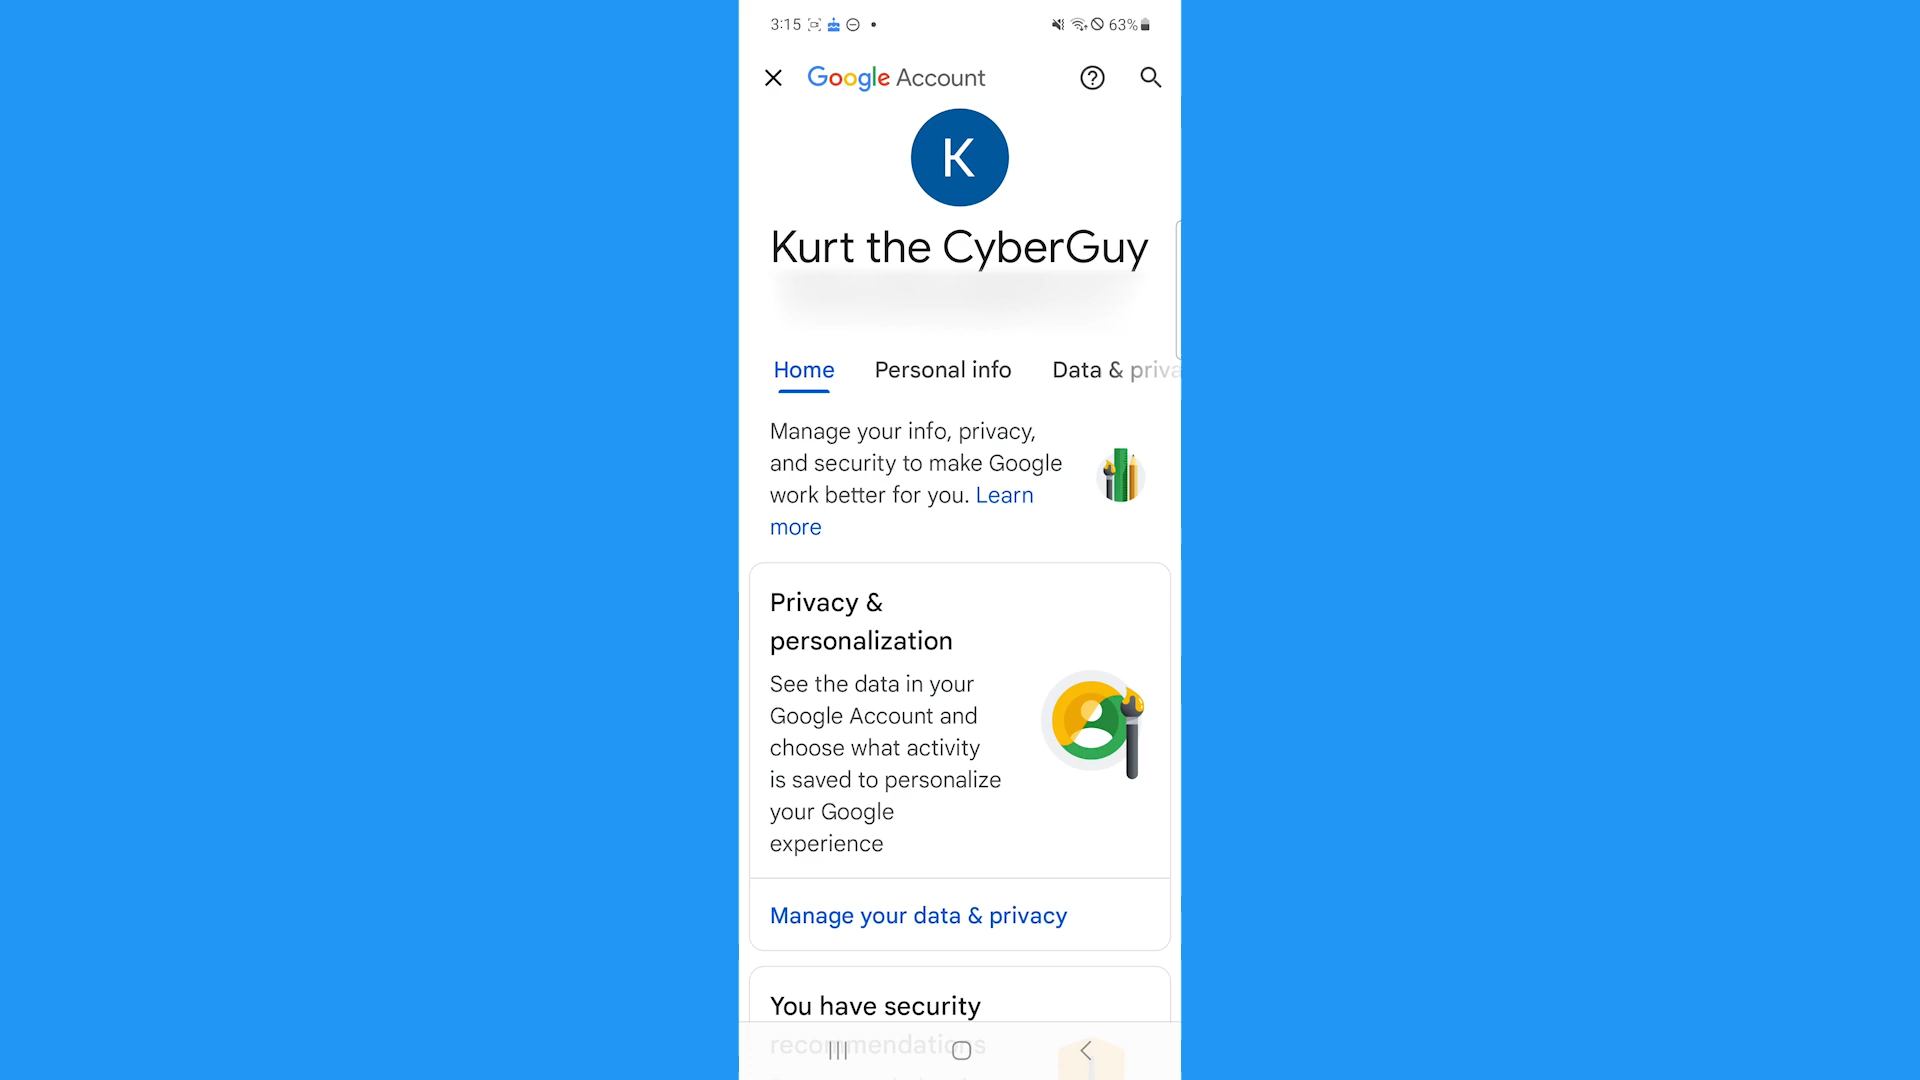 3:15
63%
Google Account
K
Kurt the CyberGuy
Home Personal info Data & priva
Manage your info, privacy,
and security to make Google
work better for you. Learn
more
Privacy &
personalization
See the data in your
Google Account and
choose what activity
is saved to personalize
your Google
experience
Manage your data & privacy
You have security
recommendations